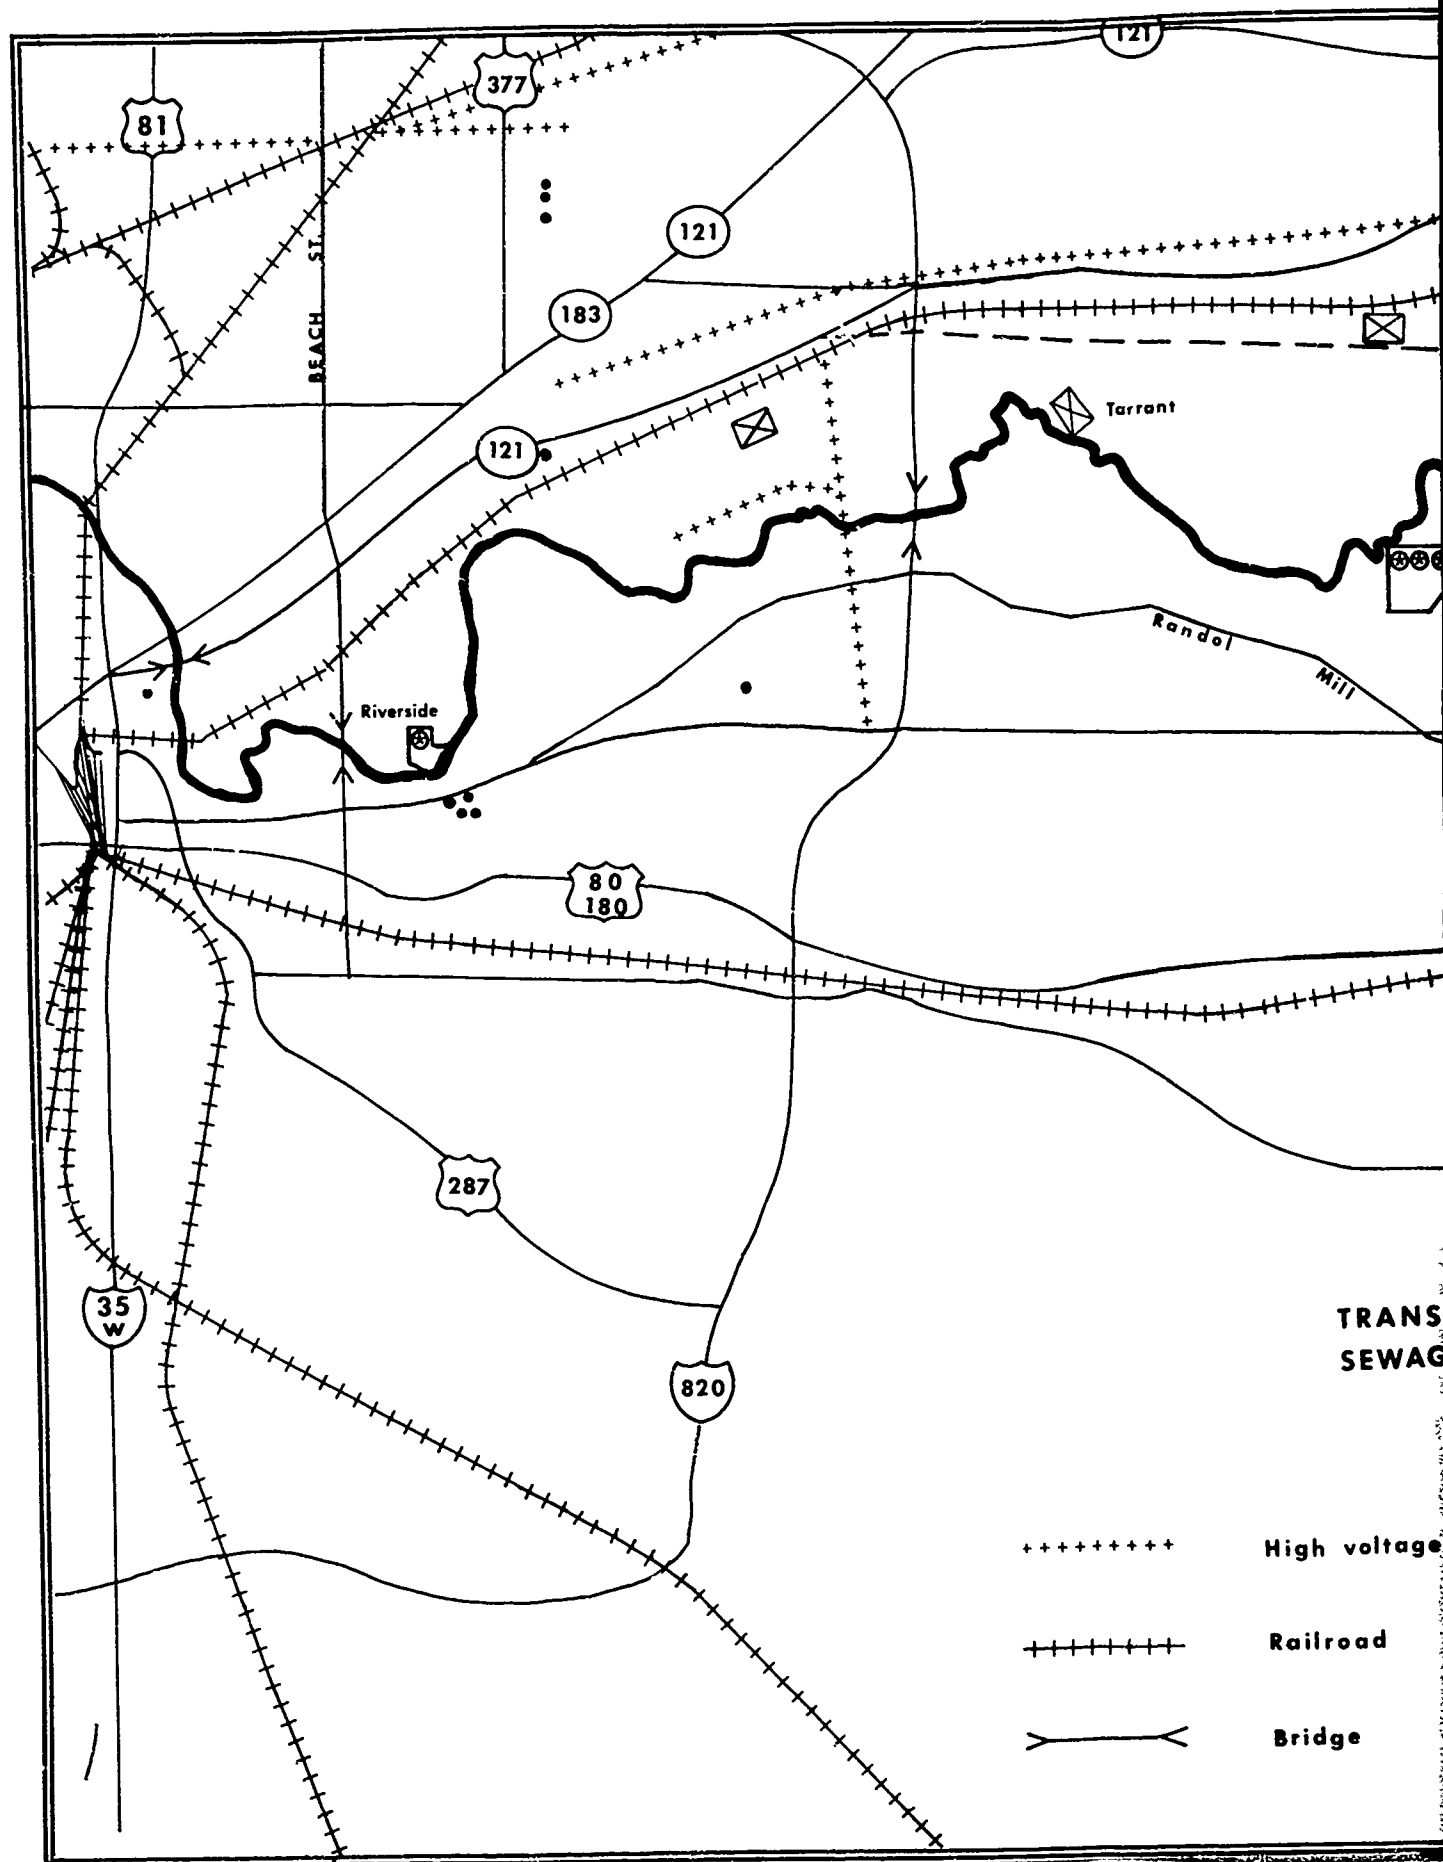 121
377
81
121
BEACH ST.
183
Tarrant
121
Randol
Mill
Riverside
80
180
287
35
W
TRANS
SEWAG
820
High voltage
Railroad
Bridge